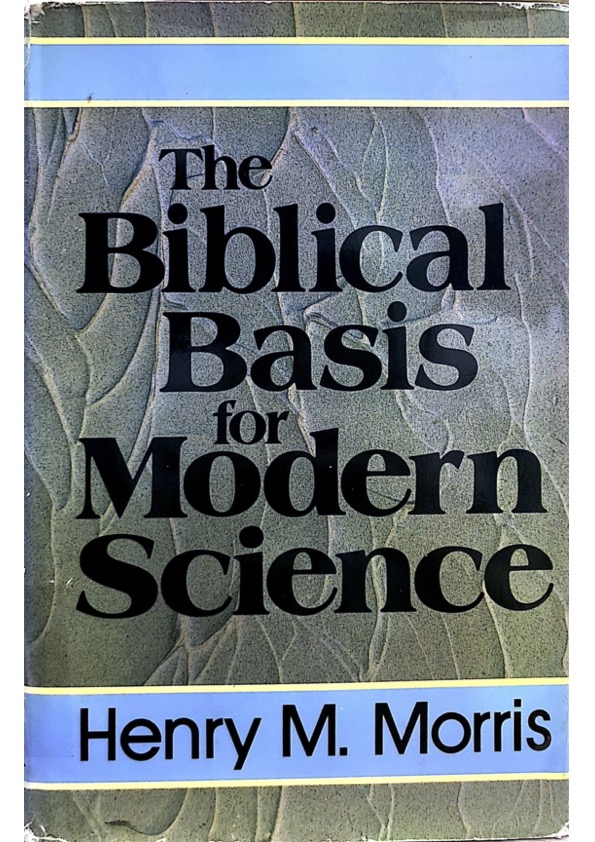 The
Biblical
Basis
for
Modern
Science
Henry M. Morris